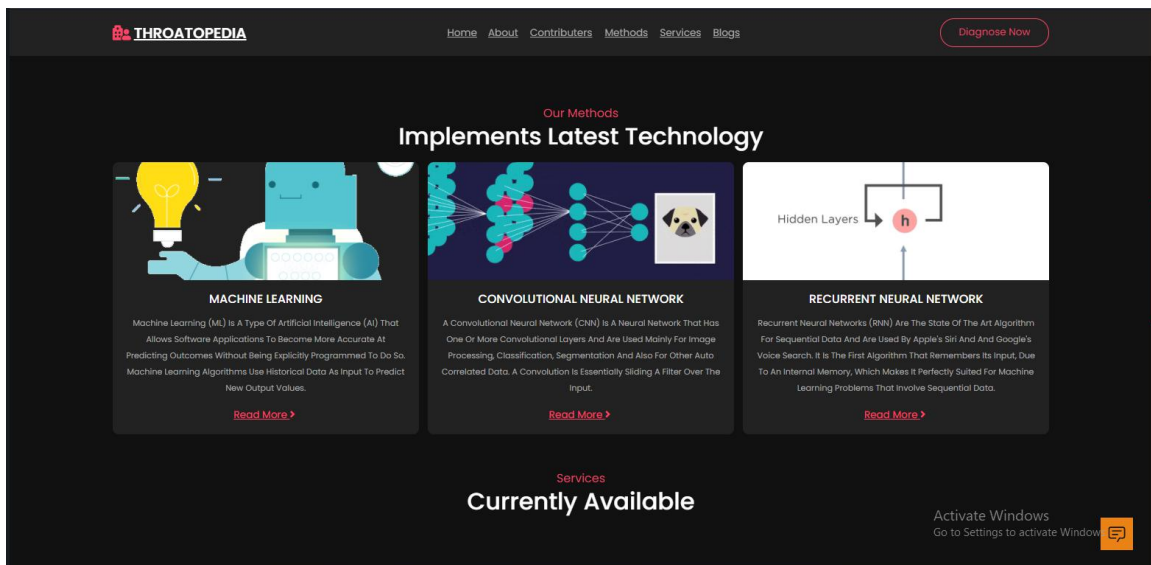 THROATOPEDIA
Home About Contributers Methods Services Blogs
Diagnose Now
Our Methods
Implements Latest Technology
Hidden Layers
h
MACHINE LEARNING
Machine Learning (ML) Is A Type Of Artificial Intelligence (AI) That
Allows Software Applications To Become More Accurate At
Predicting Outcomes Without Being Explicitly Programmed To Do So.
Machine Learning Algorithms Use Historical Data As Input To Predict
New Output Values.
Read More
CONVOLUTIONAL NEURAL NETWORK
A Convolutional Neural Network (CNN) Is A Neural Network That Has
One Or More Convolutional Layers And Are Used Mainly For Image
Processing, Classification, Segmentation And Also For Other Auto
Correlated Data. A Convolution Is Essentially Sliding A Filter Over The
Input.
Read More
RECURRENT NEURAL NETWORK
Recurrent Neural Networks (RNN) Are The State Of The Art Algorithm
For Sequential Data And Are Used By Apple's Siri And And Google's
Voice Search. It Is The First Algorithm That Remembers Its Input, Due
To An Internal Memory, Which Makes It Perfectly Suited For Machine
Learning Problems That Involve Sequential Data.
Read More
Services
Currently Available
Activate Windows
Go to Settings to activate Window